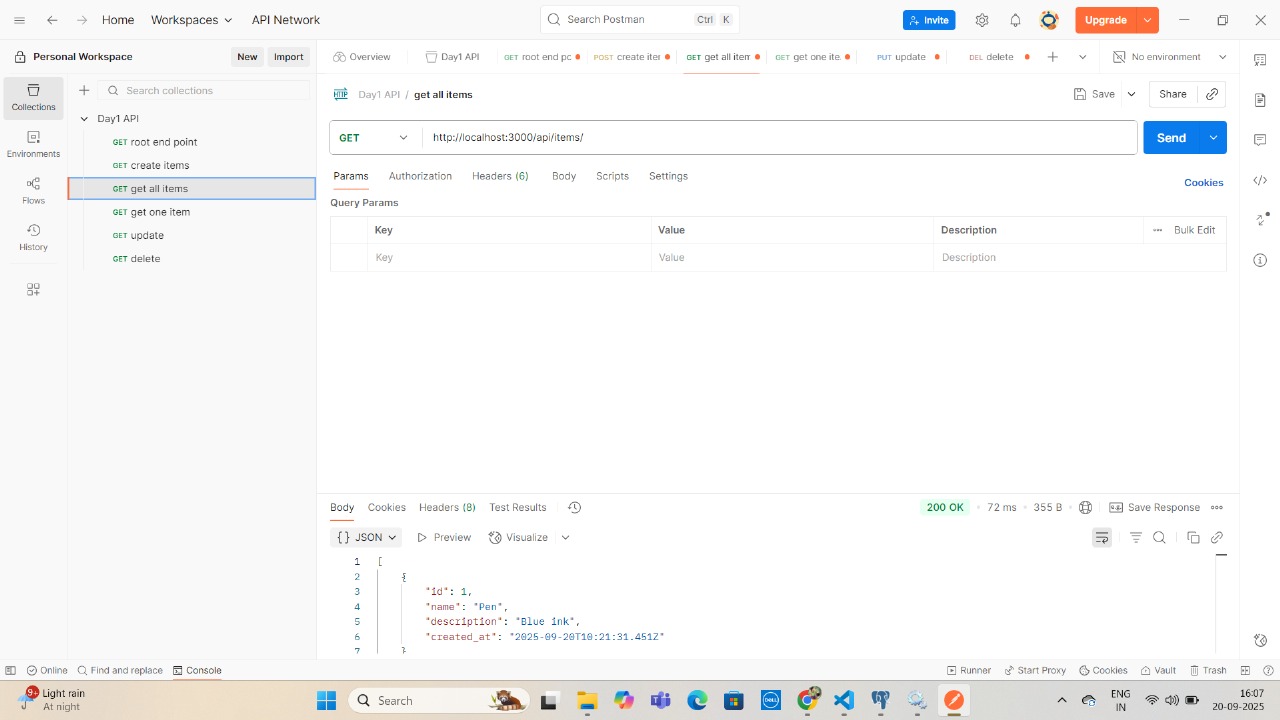 Home Workspaces API Network Search Postman Ctrl K Invite Upgrade
Personal Workspace New Import Overview Day1 API GET root end po POST create iter GET get all item GET get one ite PUT update DEL delete No environment
Collections
Environments
Flows
History
Search collections
Day1 API
GET root end point
GET create items
GET get all items
GET get one item
GET update
GET delete
Day1 API / get all items Save Share
GET http://localhost:3000/api/items/ Send
Params Authorization Headers (6) Body Scripts Settings Cookies
Query Params
Key Value Description ••• Bulk Edit
Key Value Description
Body Cookies Headers (8) Test Results 200 OK • 72 ms • 355 B • Save Response •••
{ } JSON Preview Visualize
1 [
2 {
3 "id": 1,
4 "name": "Pen",
5 "description": "Blue ink",
6 "created_at": "2025-09-20T10:21:31.451Z"
7 }
Online Find and replace Console Runner Start Proxy Cookies Vault Trash
9+ Light rain
At night
Search
DELL
ENG
IN
16:07
20-09-2025